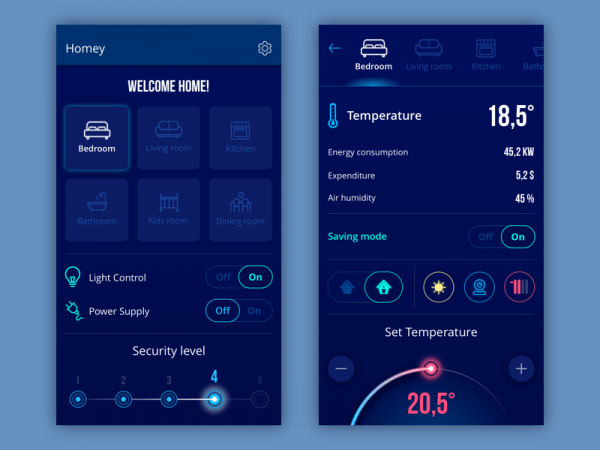 Homey
WELCOME HOME!
Bedroom
Living room
Kitchen
Bathroom
Kids room
Dining room
Light Control
Off On
Power Supply
Off On
Security level
1 2 3 4 5
Bedroom
Living room
Kitchen
Bathr
Temperature 18,5°
Energy consumption 45,2 KW
Expenditure 5,2 $
Air humidity 45 %
Saving mode Off On
Set Temperature
− +
20,5°